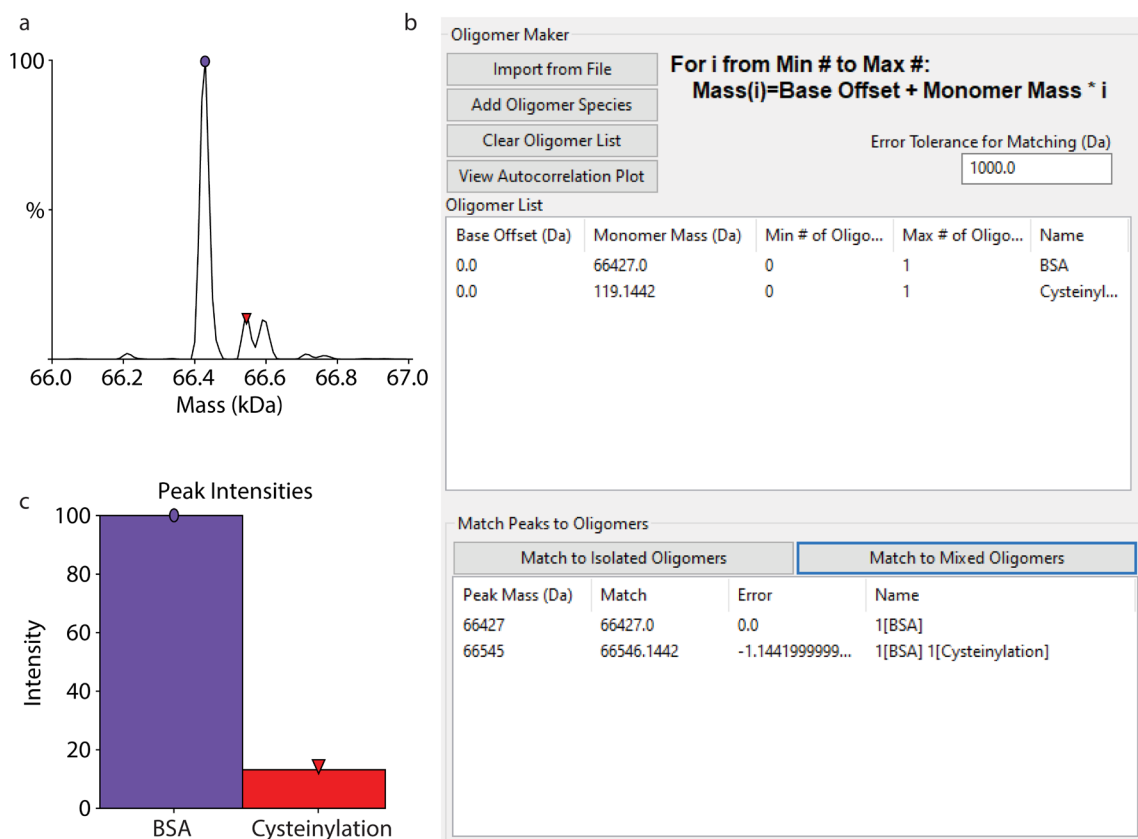 a
100
%
66.0 66.2 66.4 66.6 66.8 67.0
Mass (kDa)
b
Oligomer Maker
Import from File
Add Oligomer Species
Clear Oligomer List
View Autocorrelation Plot
For i from Min # to Max #:
Mass(i)=Base Offset + Monomer Mass * i
Error Tolerance for Matching (Da)
1000.0
Oligomer List
Base Offset (Da) Monomer Mass (Da) Min # of Oligo... Max # of Oligo... Name
0.0 66427.0 0 1 BSA
0.0 119.1442 0 1 Cysteinyl...
Match Peaks to Oligomers
Match to Isolated Oligomers Match to Mixed Oligomers
Peak Mass (Da) Match Error Name
66427 66427.0 0.0 1[BSA]
66545 66546.1442 -1.1441999999... 1[BSA] 1[Cysteinylation]
c
Peak Intensities
Intensity
100
80
60
40
20
0
BSA Cysteinylation